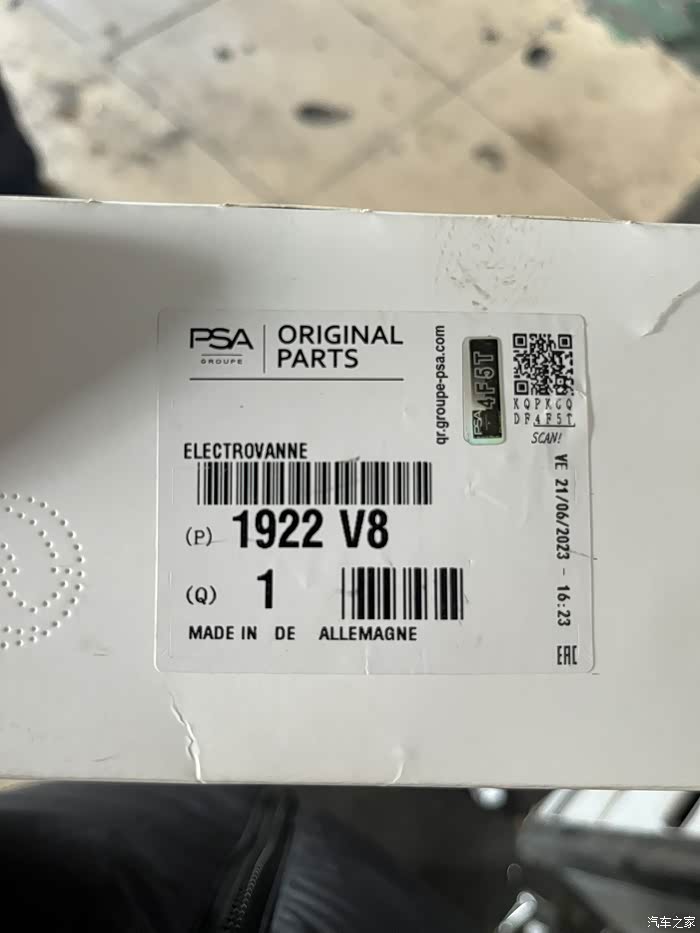 PSA
GROUPE
ORIGINAL
PARTS
qr.groupe-psa.com
PSA 4F5T
KQPKGQ
DF4F5T
SCAN!
ELECTROVANNE
(P) 1922 V8
(Q) 1
MADE IN DE ALLEMAGNE
VE 21/06/2023 - 16:23
EAC
汽车之家